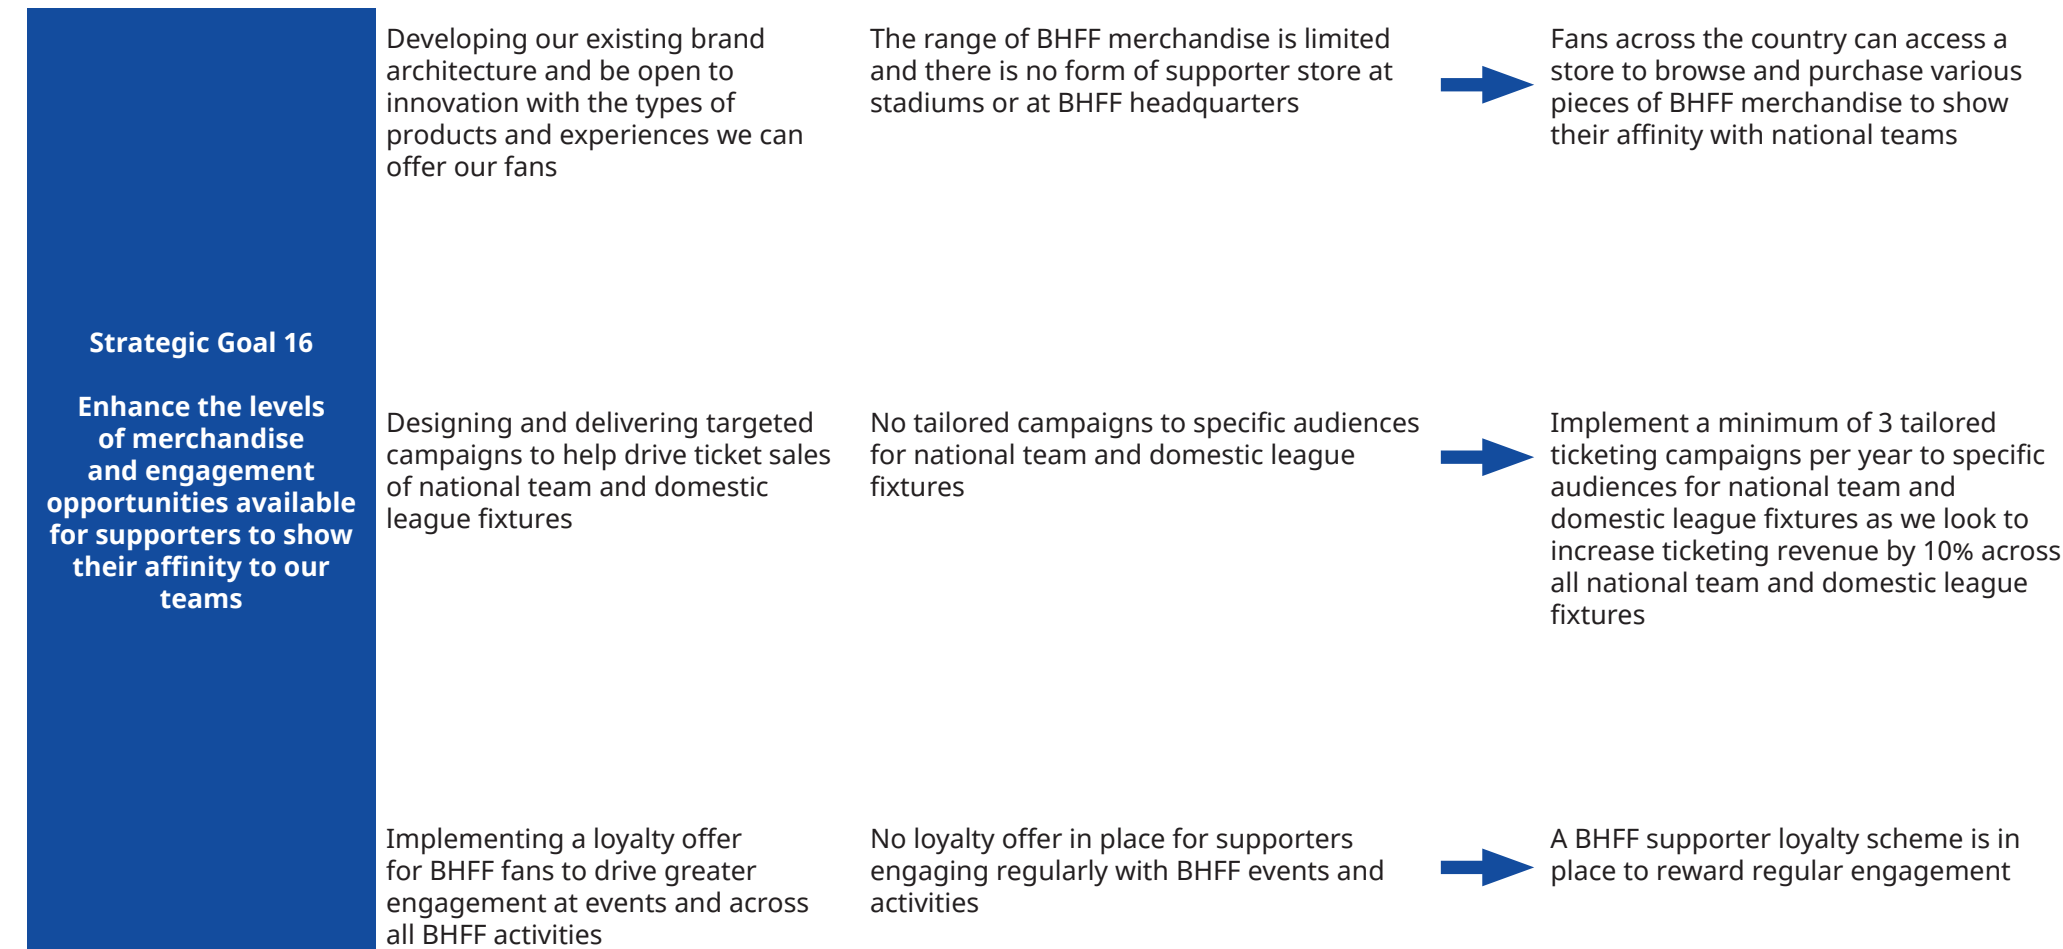 Strategic Goal 16
Enhance the levels
of merchandise
and engagement
opportunities available
for supporters to show
their affinity to our
teams
Developing our existing brand
architecture and be open to
innovation with the types of
products and experiences we can
offer our fans
The range of BHFF merchandise is limited
and there is no form of supporter store at
stadiums or at BHFF headquarters
Fans across the country can access a
store to browse and purchase various
pieces of BHFF merchandise to show
their affinity with national teams
Designing and delivering targeted
campaigns to help drive ticket sales
of national team and domestic
league fixtures
No tailored campaigns to specific audiences
for national team and domestic league
fixtures
Implement a minimum of 3 tailored
ticketing campaigns per year to specific
audiences for national team and
domestic league fixtures as we look to
increase ticketing revenue by 10% across
all national team and domestic league
fixtures
Implementing a loyalty offer
for BHFF fans to drive greater
engagement at events and across
all BHFF activities
No loyalty offer in place for supporters
engaging regularly with BHFF events and
activities
A BHFF supporter loyalty scheme is in
place to reward regular engagement